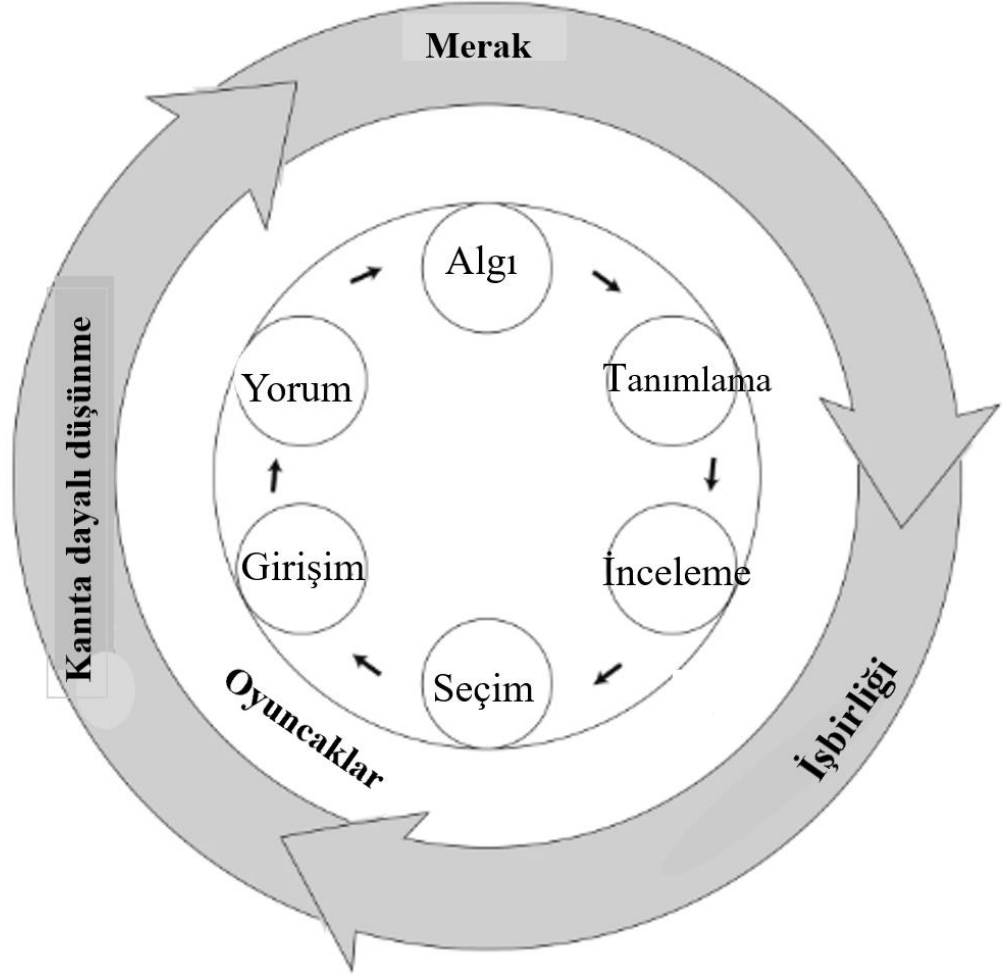 Merak
Algı
Tanımlama
İnceleme
Seçim
Girişim
Yorum
Oyuncaklar
İşbirliği
Kanıta dayalı düşünme